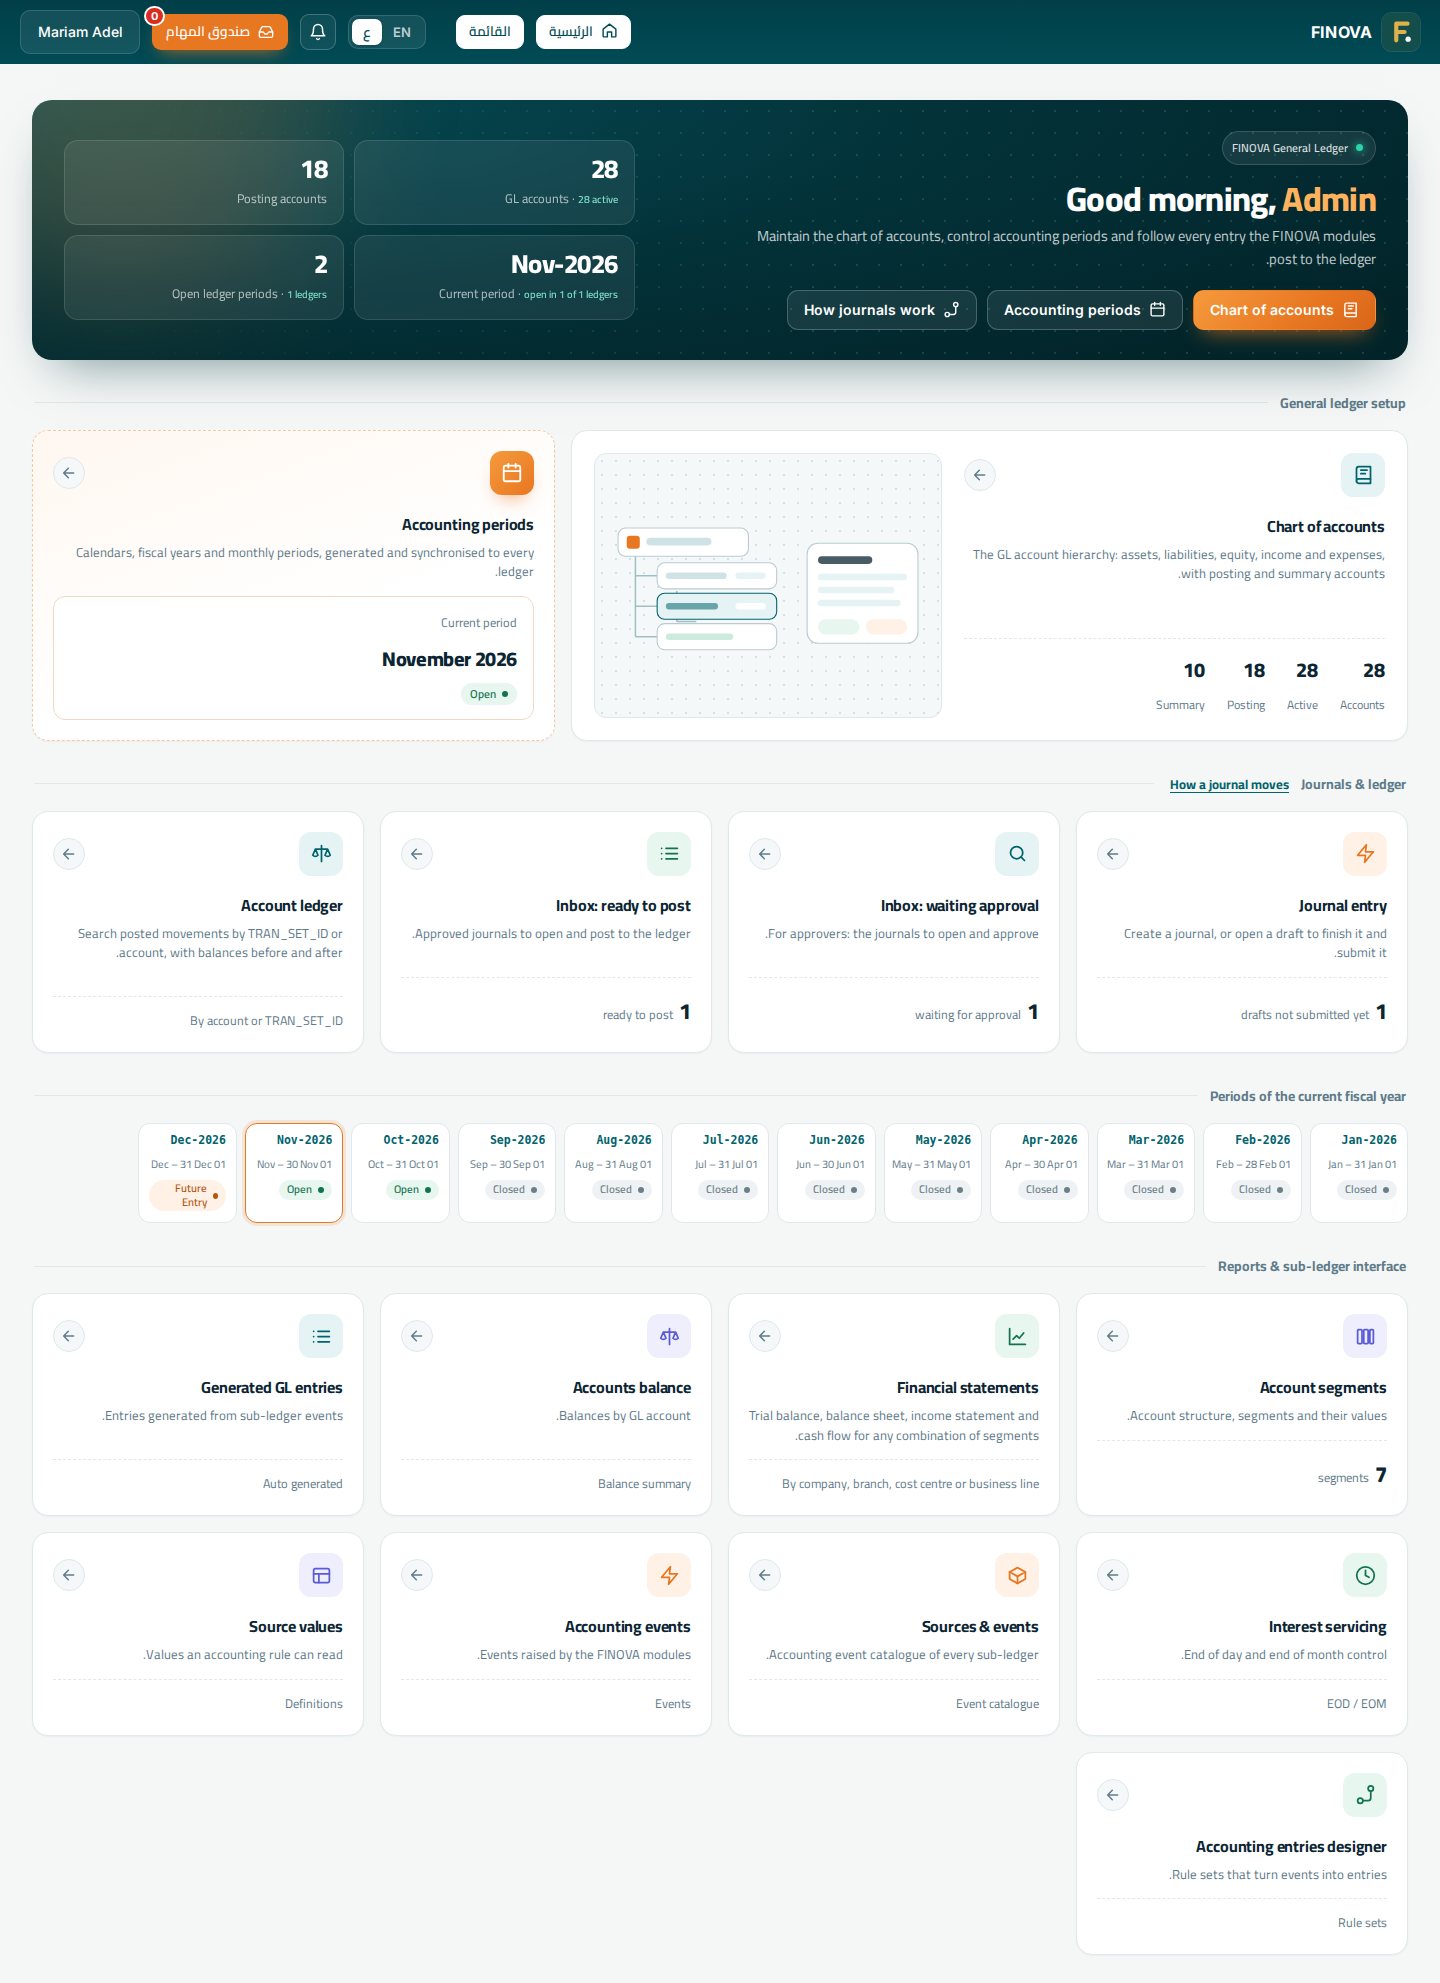 FINOVA
الرئيسية
القائمة
EN
ع
صندوق المهام
0
Mariam Adel
FINOVA General Ledger
Good morning, Admin
Maintain the chart of accounts, control accounting periods and follow every entry the FINOVA modules
post to the ledger.
Chart of accounts
Accounting periods
How journals work
28
GL accounts · 28 active
18
Posting accounts
Nov-2026
Current period · open in 1 of 1 ledgers
2
Open ledger periods · 1 ledgers
General ledger setup
Chart of accounts
The GL account hierarchy: assets, liabilities, equity, income and expenses,
with posting and summary accounts.
28
Accounts
28
Active
18
Posting
10
Summary
Accounting periods
Calendars, fiscal years and monthly periods, generated and synchronised to every
ledger.
Current period
November 2026
Open
Journals & ledger
How a journal moves
Journal entry
Create a journal, or open a draft to finish it and
submit it.
1 drafts not submitted yet
Inbox: waiting approval
For approvers: the journals to open and approve.
1 waiting for approval
Inbox: ready to post
Approved journals to open and post to the ledger.
1 ready to post
Account ledger
Search posted movements by TRAN_SET_ID or
account, with balances before and after.
By account or TRAN_SET_ID
Periods of the current fiscal year
Jan-2026
01 Jan – 31 Jan
Closed
Feb-2026
01 Feb – 28 Feb
Closed
Mar-2026
01 Mar – 31 Mar
Closed
Apr-2026
01 Apr – 30 Apr
Closed
May-2026
01 May – 31 May
Closed
Jun-2026
01 Jun – 30 Jun
Closed
Jul-2026
01 Jul – 31 Jul
Closed
Aug-2026
01 Aug – 31 Aug
Closed
Sep-2026
01 Sep – 30 Sep
Closed
Oct-2026
01 Oct – 31 Oct
Open
Nov-2026
01 Nov – 30 Nov
Open
Dec-2026
01 Dec – 31 Dec
Future
Entry
Reports & sub-ledger interface
Account segments
Account structure, segments and their values.
7 segments
Financial statements
Trial balance, balance sheet, income statement and
cash flow for any combination of segments.
By company, branch, cost centre or business line
Accounts balance
Balances by GL account.
Balance summary
Generated GL entries
Entries generated from sub-ledger events.
Auto generated
Interest servicing
End of day and end of month control.
EOD / EOM
Sources & events
Accounting event catalogue of every sub-ledger.
Event catalogue
Accounting events
Events raised by the FINOVA modules.
Events
Source values
Values an accounting rule can read.
Definitions
Accounting entries designer
Rule sets that turn events into entries.
Rule sets